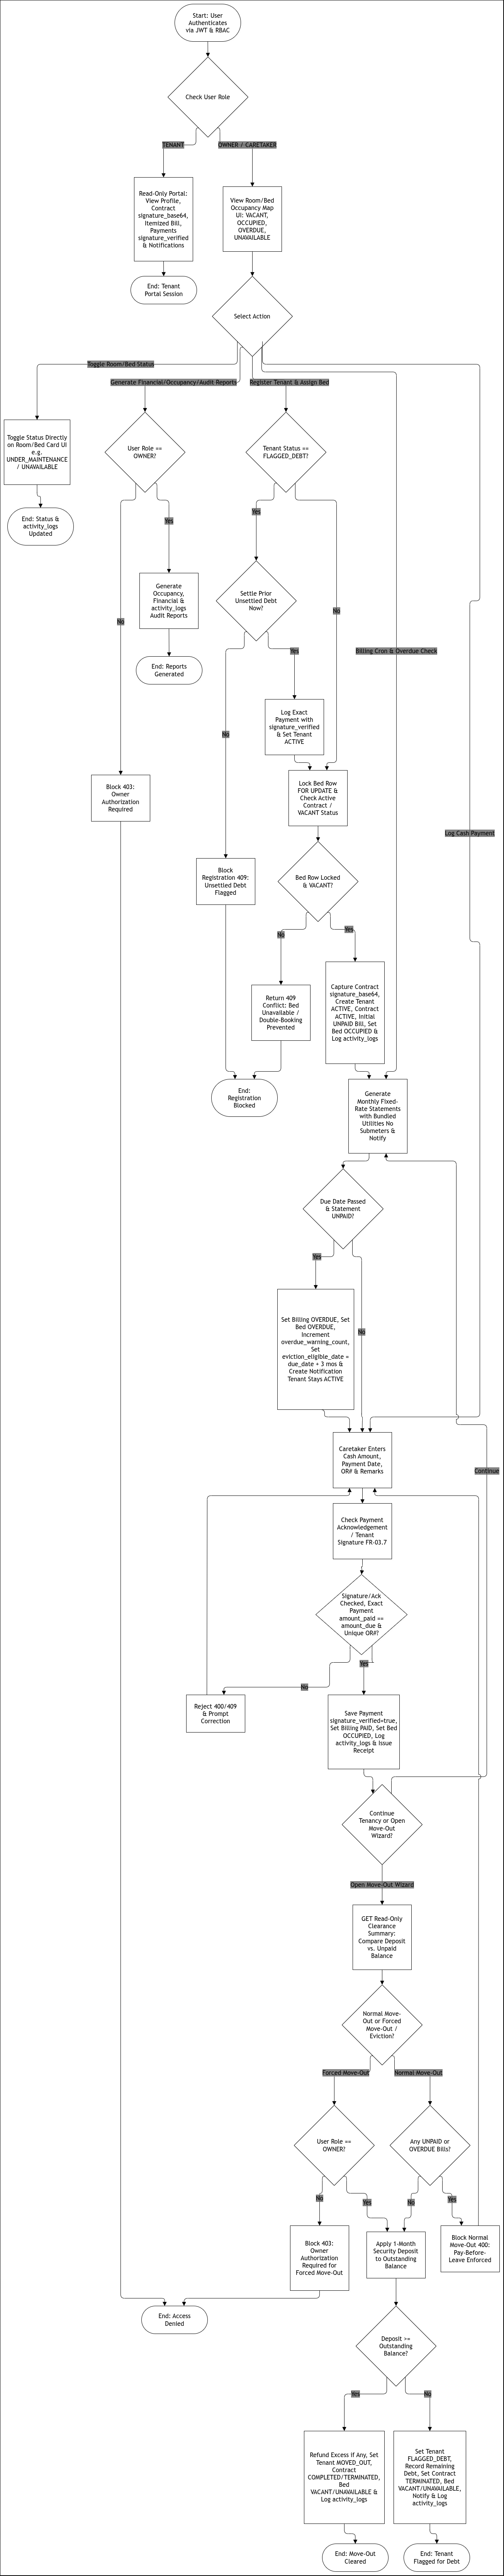 Start: User
Authenticates
via JWT & RBAC
Check User Role
TENANT
OWNER / CARETAKER
Read-Only Portal:
View Profile,
Contract
signature_base64,
Itemized Bill,
Payments
signature_verified
& Notifications
View Room/Bed
Occupancy Map
UI: VACANT,
OCCUPIED,
OVERDUE,
UNAVAILABLE
End: Tenant
Portal Session
Select Action
Toggle Room/Bed Status
Generate Financial/Occupancy/Audit Reports
Register Tenant & Assign Bed
Toggle Status Directly
on Room/Bed Card UI
e.g.
UNDER_MAINTENANCE
/ UNAVAILABLE
User Role ==
OWNER?
Tenant Status ==
FLAGGED_DEBT?
End: Status &
activity_logs
Updated
Yes
Yes
Generate
Occupancy,
Financial &
activity_logs
Audit Reports
Settle Prior
Unsettled Debt
Now?
No
No
End: Reports
Generated
Yes
Billing Cron & Overdue Check
Log Exact
Payment with
signature_verified
& Set Tenant
ACTIVE
No
Block 403:
Owner
Authorization
Required
Lock Bed Row
FOR UPDATE &
Check Active
Contract /
VACANT Status
Log Cash Payment
Block
Registration 409:
Unsettled Debt
Flagged
Bed Row Locked
& VACANT?
No
Yes
Return 409
Conflict: Bed
Unavailable /
Double-Booking
Prevented
Capture Contract
signature_base64,
Create Tenant
ACTIVE, Contract
ACTIVE, Initial
UNPAID Bill, Set
Bed OCCUPIED &
Log activity_logs
End:
Registration
Blocked
Generate
Monthly Fixed-
Rate Statements
with Bundled
Utilities No
Submeters &
Notify
Due Date Passed
& Statement
UNPAID?
Yes
No
Set Billing OVERDUE, Set
Bed OVERDUE,
Increment
overdue_warning_count,
Set
eviction_eligible_date =
due_date + 3 mos &
Create Notification
Tenant Stays ACTIVE
Caretaker Enters
Cash Amount,
Payment Date,
OR# & Remarks
Continue
Check Payment
Acknowledgement
/ Tenant
Signature FR-03.7
Signature/Ack
Checked, Exact
Payment
amount_paid ==
amount_due &
Unique OR#?
No
Yes
Reject 400/409
& Prompt
Correction
Save Payment
signature_verified=true,
Set Billing PAID, Set Bed
OCCUPIED, Log
activity_logs & Issue
Receipt
Continue
Tenancy or Open
Move-Out
Wizard?
Open Move-Out Wizard
GET Read-Only
Clearance
Summary:
Compare Deposit
vs. Unpaid
Balance
Normal Move-
Out or Forced
Move-Out /
Eviction?
Forced Move-Out
Normal Move-Out
User Role ==
OWNER?
Any UNPAID or
OVERDUE Bills?
No
Yes
No
Yes
Block 403:
Owner
Authorization
Required for
Forced Move-Out
Apply 1-Month
Security Deposit
to Outstanding
Balance
Block Normal
Move-Out 400:
Pay-Before-
Leave Enforced
End: Access
Denied
Deposit >=
Outstanding
Balance?
Yes
No
Refund Excess if Any, Set
Tenant MOVED_OUT,
Contract
COMPLETED/TERMINATED,
Bed
VACANT/UNAVAILABLE &
Log activity_logs
Set Tenant
FLAGGED_DEBT,
Record Remaining
Debt, Set Contract
TERMINATED, Bed
VACANT/UNAVAILABLE,
Notify & Log
activity_logs
End: Move-Out
Cleared
End: Tenant
Flagged for Debt